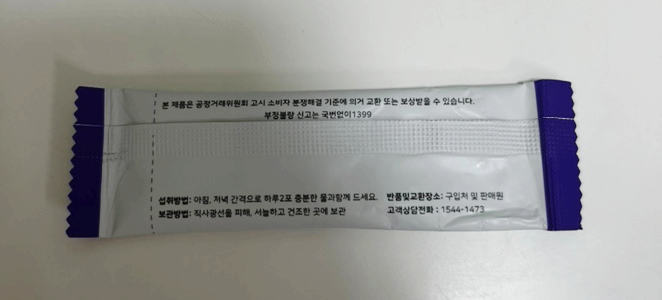 본 제품은 공정거래위원회 고시 소비자 분쟁해결 기준에 의거 교환 또는 보상받을 수 있습니다.
부정불량 신고는 국번없이1399
섭취방법: 아침, 저녁 간격으로 하루2포 충분한 물과함께 드세요. 반품및교환장소: 구입처 및 판매원
보관방법: 직사광선을 피해, 서늘하고 건조한 곳에 보관 고객상담전화 : 1544-1473